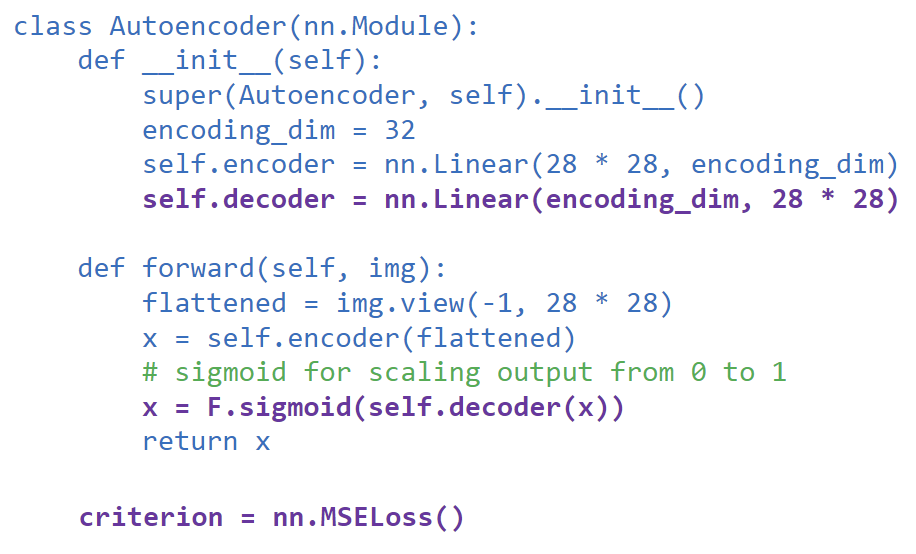 class Autoencoder(nn.Module):
    def __init__(self):
        super(Autoencoder, self).__init__()
        encoding_dim = 32
        self.encoder = nn.Linear(28 * 28, encoding_dim)
        self.decoder = nn.Linear(encoding_dim, 28 * 28)

    def forward(self, img):
        flattened = img.view(-1, 28 * 28)
        x = self.encoder(flattened)
        # sigmoid for scaling output from 0 to 1
        x = F.sigmoid(self.decoder(x))
        return x

    criterion = nn.MSELoss()